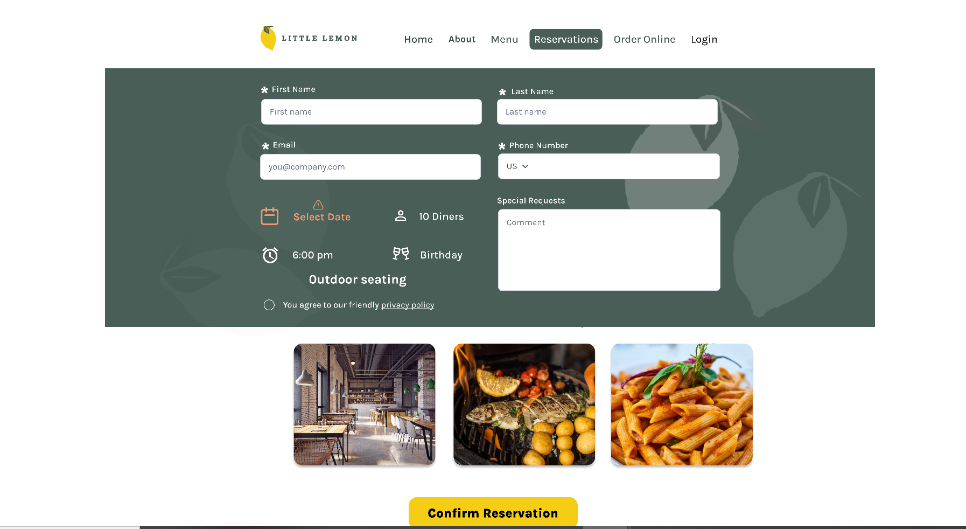 LITTLE LEMON
Home About Menu Reservations Order Online Login
* First Name
First name
* Last Name
Last name
* Email
you@company.com
* Phone Number
US
Select Date
10 Diners
6:00 pm
Birthday
Outdoor seating
You agree to our friendly privacy policy.
Special Requests
Comment
Confirm Reservation